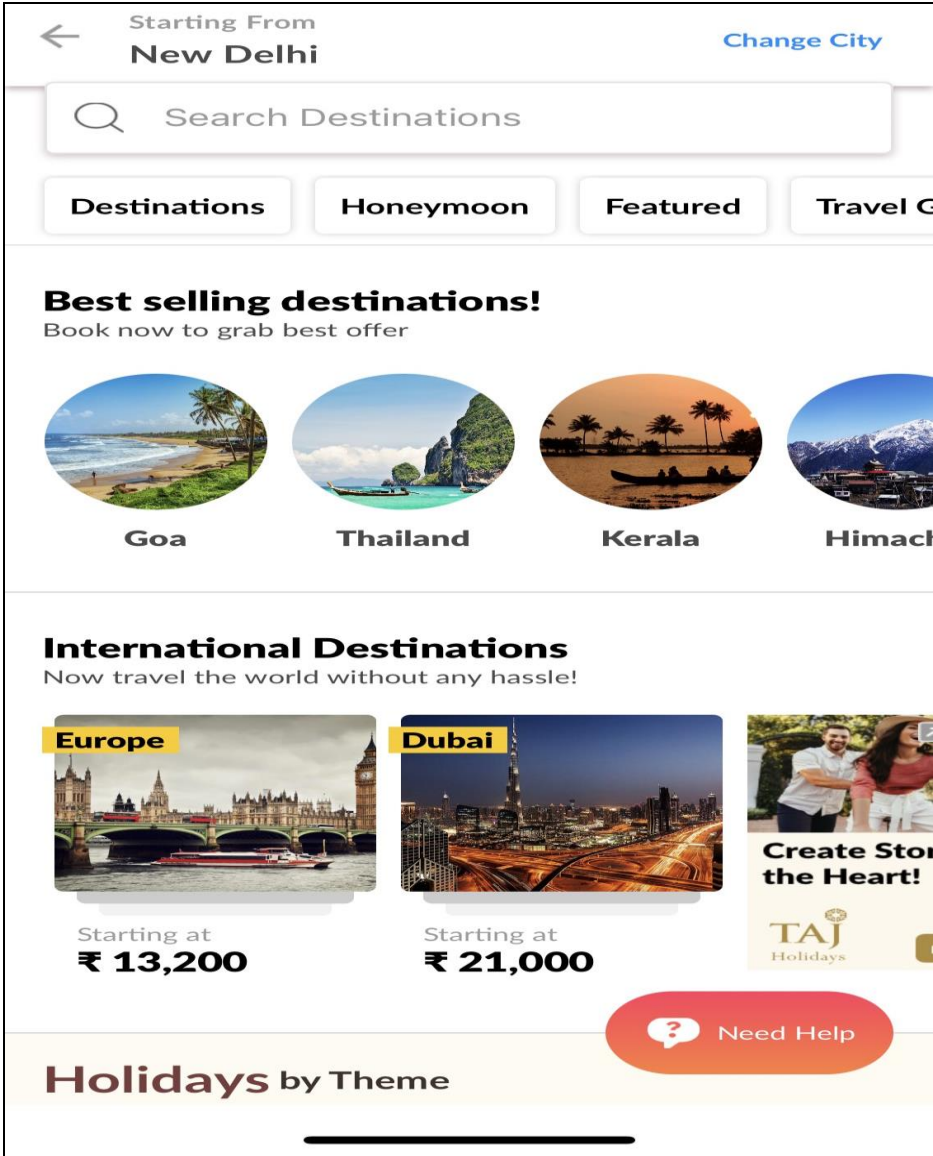 Starting From
New Delhi
Change City
Search Destinations
Destinations
Honeymoon
Featured
Travel
Best selling destinations!
Book now to grab best offer
Goa
Thailand
Kerala
International Destinations
Now travel the world without any hassle!
Europe
Dubai
Create
the Heart!
TAJ
Holidays
Starting at
₹ 13,200
Starting at
₹ 21,000
? Need Help
Holidays by Theme